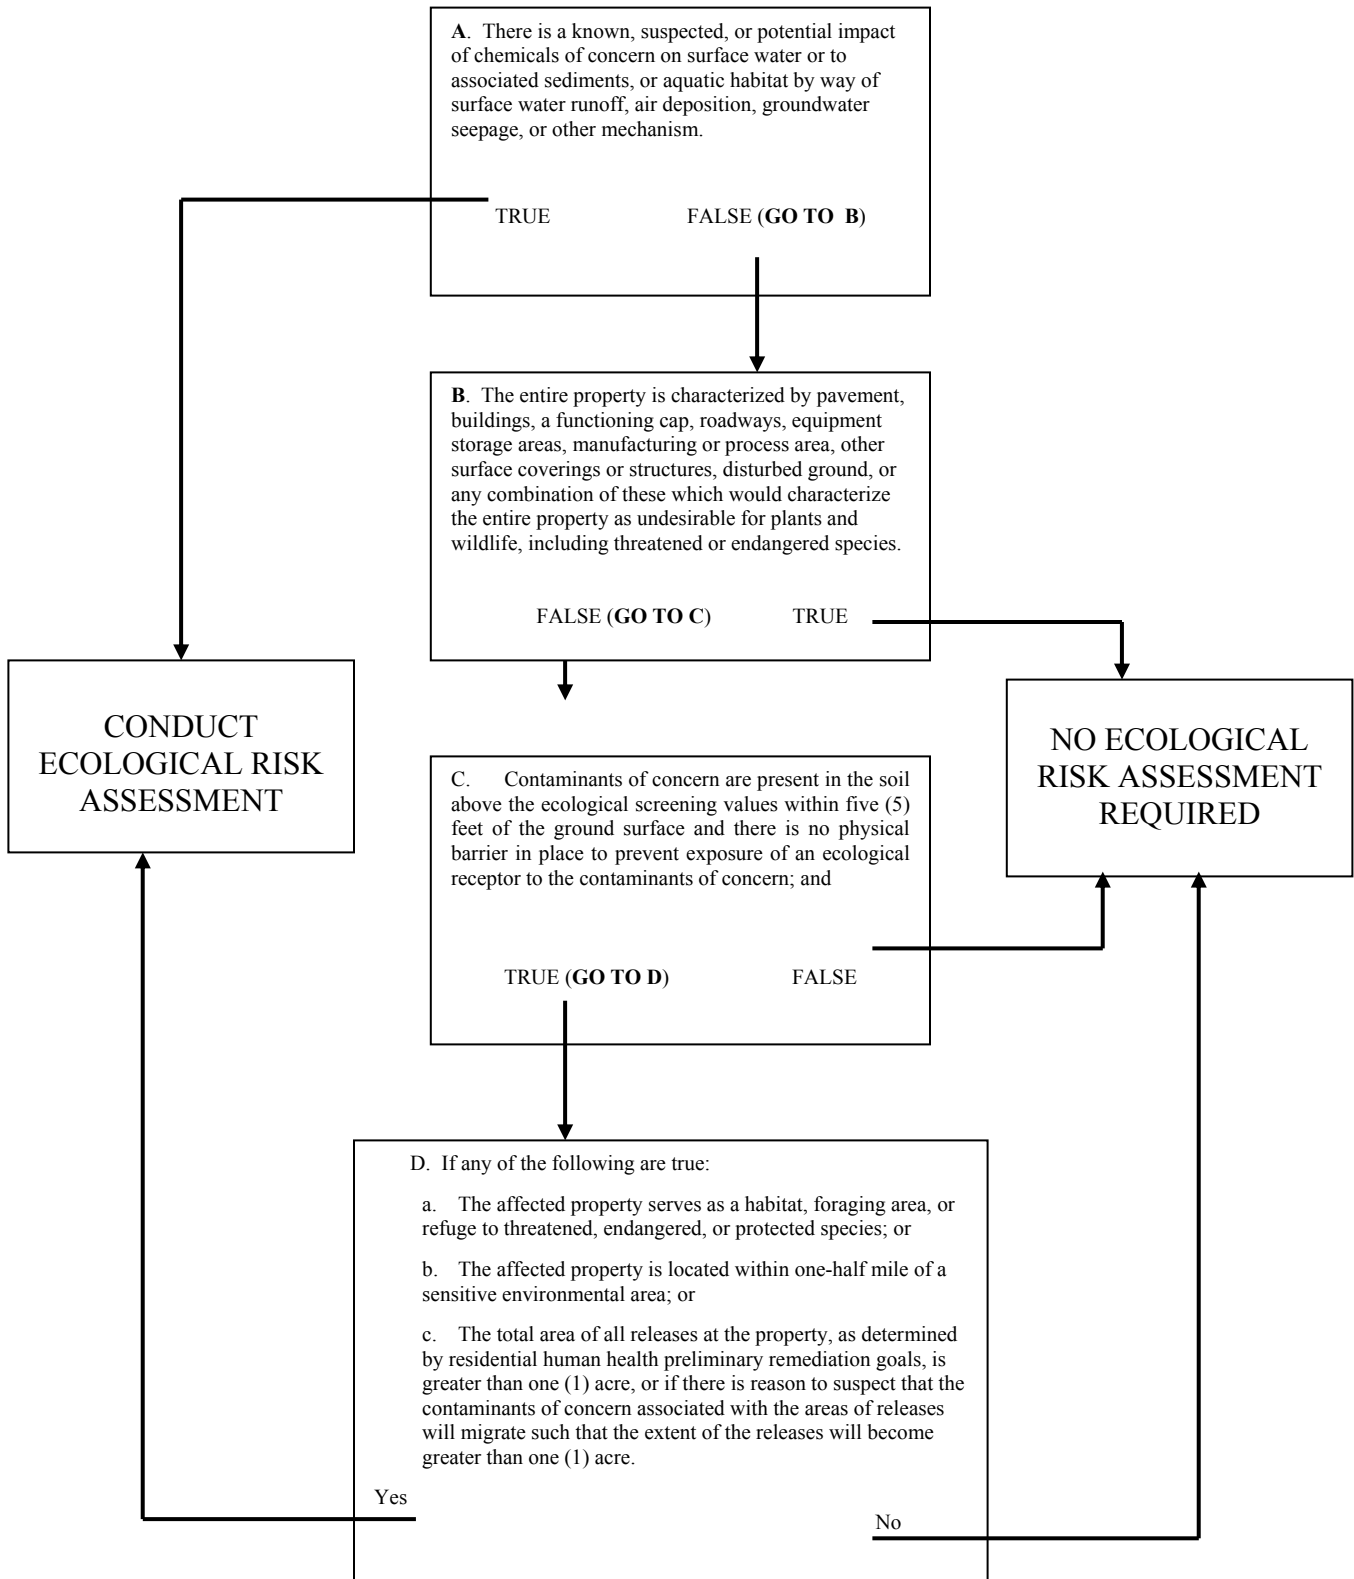 A. There is a known, suspected, or potential impact
of chemicals of concern on surface water or to
associated sediments, or aquatic habitat by way of
surface water runoff, air deposition, groundwater
seepage, or other mechanism.
TRUE FALSE (GO TO B)
B. The entire property is characterized by pavement,
buildings, a functioning cap, roadways, equipment
storage areas, manufacturing or process area, other
surface coverings or structures, disturbed ground, or
any combination of these which would characterize
the entire property as undesirable for plants and
wildlife, including threatened or endangered species.
FALSE (GO TO C) TRUE
CONDUCT
ECOLOGICAL RISK
ASSESSMENT
NO ECOLOGICAL
RISK ASSESSMENT
REQUIRED
C. Contaminants of concern are present in the soil
above the ecological screening values within five (5)
feet of the ground surface and there is no physical
barrier in place to prevent exposure of an ecological
receptor to the contaminants of concern; and
TRUE (GO TO D) FALSE
D. If any of the following are true:
a. The affected property serves as a habitat, foraging area, or
refuge to threatened, endangered, or protected species; or
b. The affected property is located within one-half mile of a
sensitive environmental area; or
c. The total area of all releases at the property, as determined
by residential human health preliminary remediation goals, is
greater than one (1) acre, or if there is reason to suspect that the
contaminants of concern associated with the areas of releases
will migrate such that the extent of the releases will become
greater than one (1) acre.
Yes
No